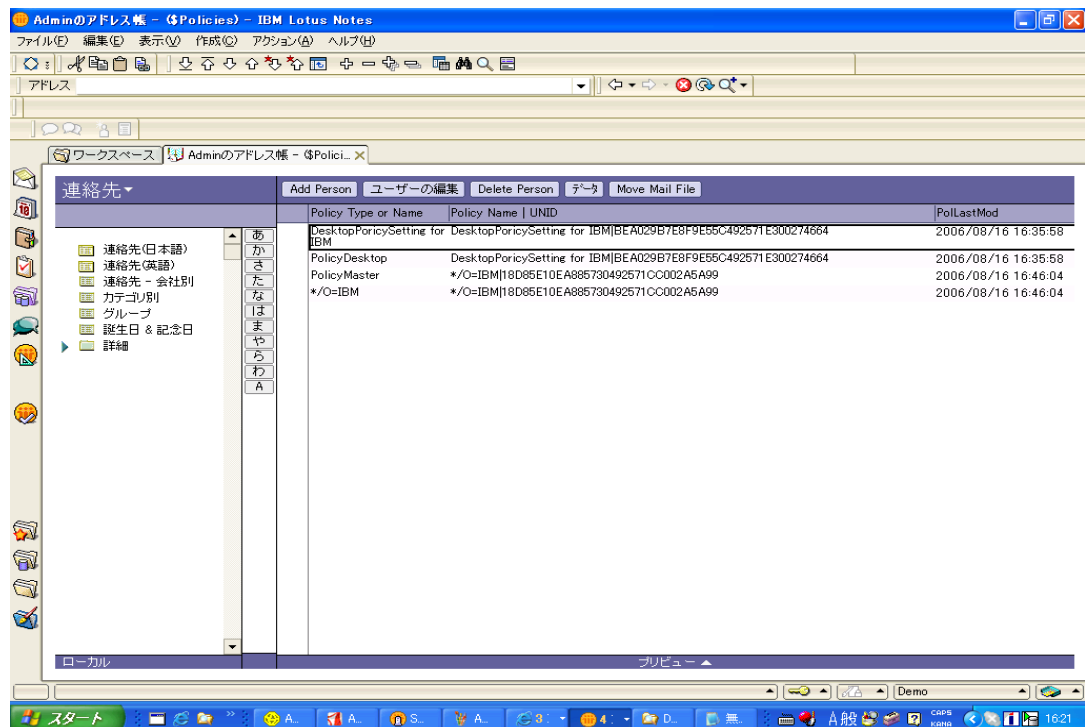 Adminのアドレス帳 - ($Policies) - IBM Lotus Notes
ファイル(F) 編集(E) 表示(V) 作成(C) アクション(A) ヘルプ(H)
アドレス
ワークスペース Adminのアドレス帳 - ($Polici...
連絡先
Add Person ユーザーの編集 Delete Person データ Move Mail File
Policy Type or Name Policy Name | UNID PolLastMod
DesktopPoricySetting for IBM DesktopPoricySetting for IBM|BEA029B7E8F9E55C492571E300274664 2006/08/16 16:35:58
PolicyDesktop DesktopPoricySetting for IBM|BEA029B7E8F9E55C492571E300274664 2006/08/16 16:35:58
PolicyMaster */O=IBM|18D85E10EA885730492571CC002A5A99 2006/08/16 16:46:04
*/O=IBM */O=IBM|18D85E10EA885730492571CC002A5A99 2006/08/16 16:46:04
連絡先(日本語)
連絡先(英語)
連絡先 - 会社別
カテゴリ別
グループ
誕生日 & 記念日
詳細
あ
か
さ
た
な
は
ま
や
ら
わ
A
ローカル プリビュー
Demo
スタート A... A... S... A... 3 4 D... 無... A般 CAPS KANA 16:21